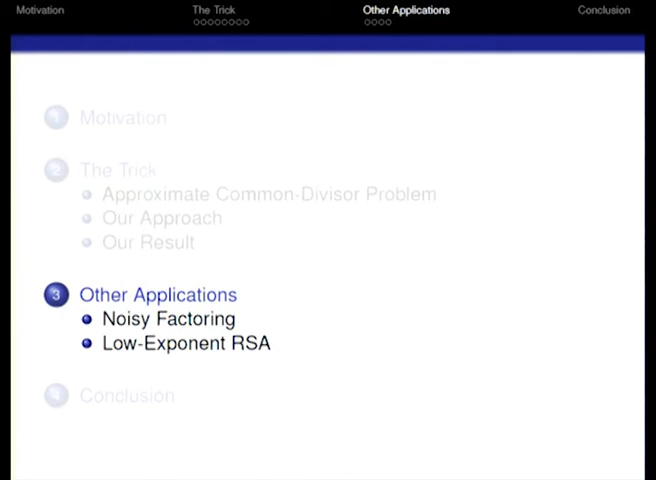 Motivation The Trick Other Applications Conclusion
1 Motivation
2 The Trick
Approximate Common-Divisor Problem
Our Approach
Our Result
3 Other Applications
Noisy Factoring
Low-Exponent RSA
4 Conclusion